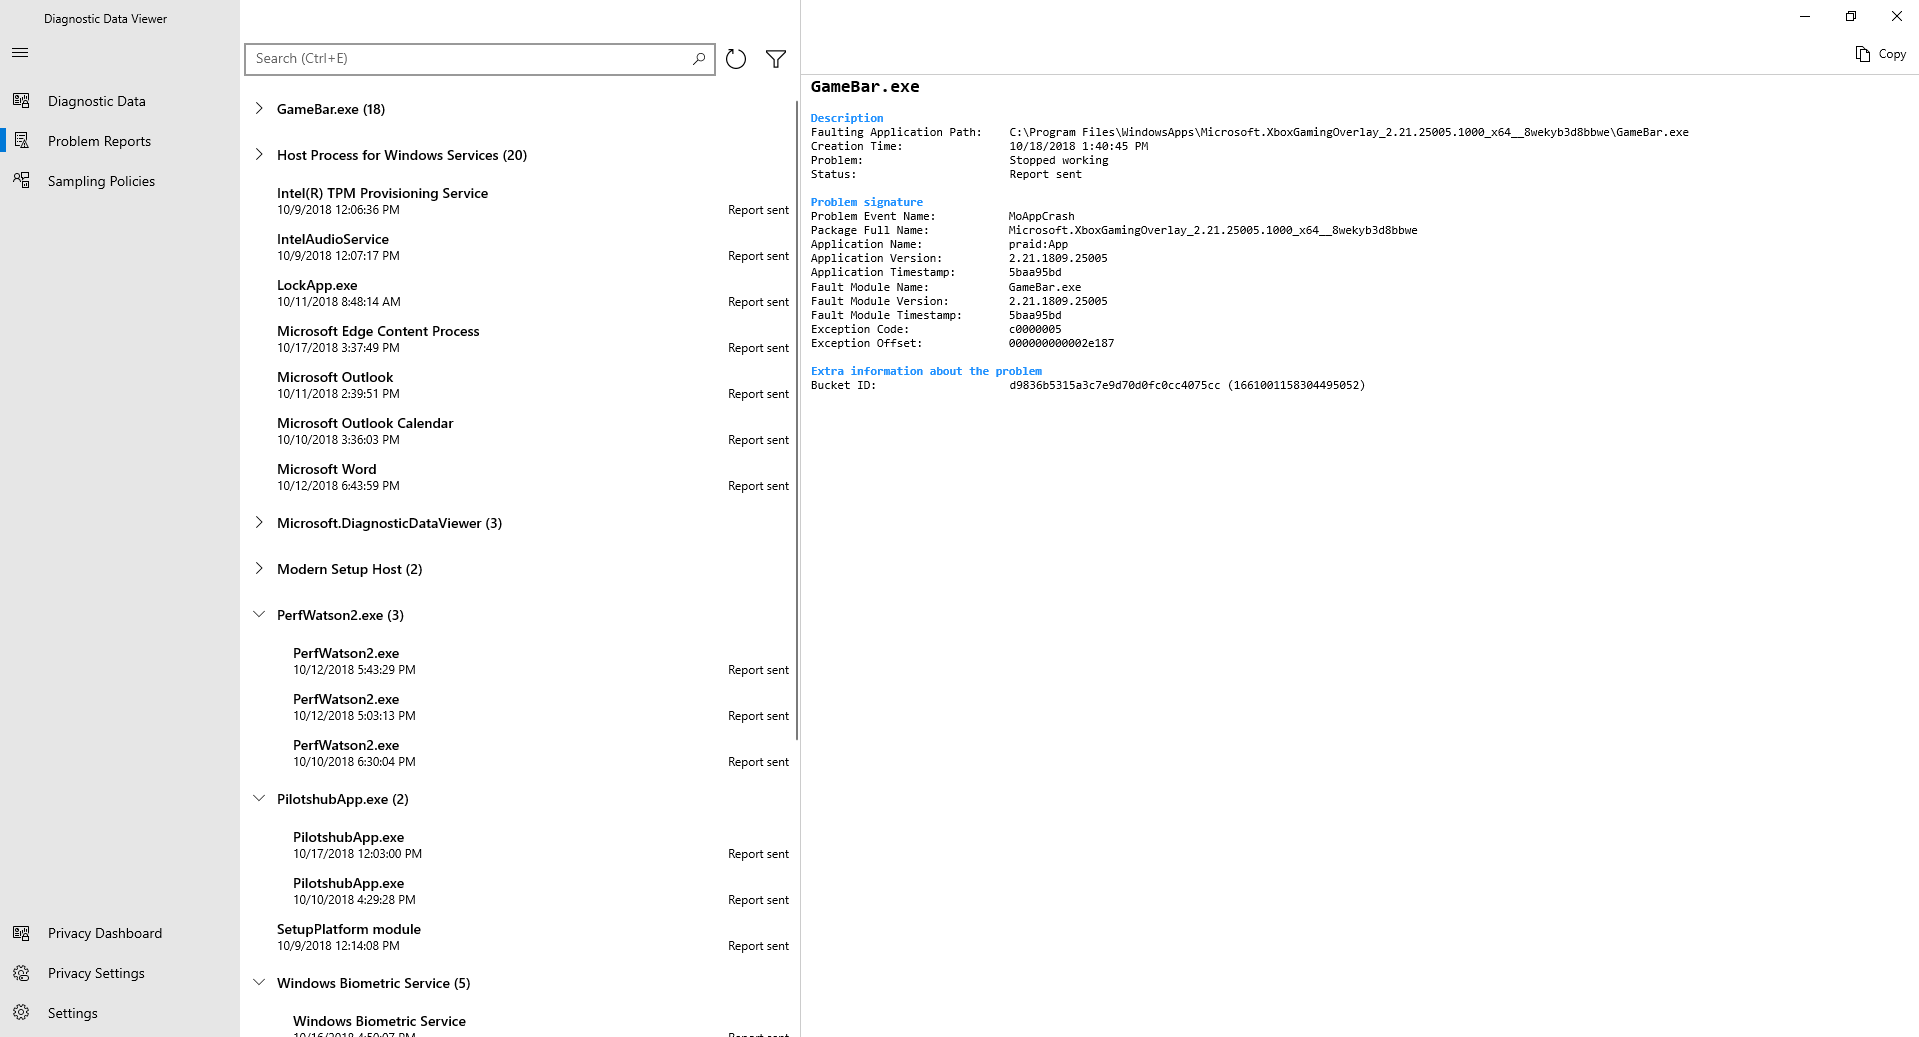 Diagnostic Data Viewer
Diagnostic Data
Problem Reports
Sampling Policies
Privacy Dashboard
Privacy Settings
Settings
Search (Ctrl+E)
GameBar.exe (18)
Host Process for Windows Services (20)
Intel(R) TPM Provisioning Service
10/9/2018 12:06:36 PM Report sent
IntelAudioService
10/9/2018 12:07:17 PM Report sent
LockApp.exe
10/11/2018 8:48:14 AM Report sent
Microsoft Edge Content Process
10/17/2018 3:37:49 PM Report sent
Microsoft Outlook
10/11/2018 2:39:51 PM Report sent
Microsoft Outlook Calendar
10/10/2018 3:36:03 PM Report sent
Microsoft Word
10/12/2018 6:43:59 PM Report sent
Microsoft.DiagnosticDataViewer (3)
Modern Setup Host (2)
PerfWatson2.exe (3)
PerfWatson2.exe
10/12/2018 5:43:29 PM Report sent
PerfWatson2.exe
10/12/2018 5:03:13 PM Report sent
PerfWatson2.exe
10/10/2018 6:30:04 PM Report sent
PilotshubApp.exe (2)
PilotshubApp.exe
10/17/2018 12:03:00 PM Report sent
PilotshubApp.exe
10/10/2018 4:29:28 PM Report sent
SetupPlatform module
10/9/2018 12:14:08 PM Report sent
Windows Biometric Service (5)
Windows Biometric Service
10/16/2018 4:50:07 PM Report sent
Copy
GameBar.exe
Description
Faulting Application Path: C:\Program Files\WindowsApps\Microsoft.XboxGamingOverlay_2.21.25005.1000_x64__8wekyb3d8bbwe\GameBar.exe
Creation Time: 10/18/2018 1:40:45 PM
Problem: Stopped working
Status: Report sent
Problem signature
Problem Event Name: MoAppCrash
Package Full Name: Microsoft.XboxGamingOverlay_2.21.25005.1000_x64__8wekyb3d8bbwe
Application Name: praid:App
Application Version: 2.21.1809.25005
Application Timestamp: 5baa95bd
Fault Module Name: GameBar.exe
Fault Module Version: 2.21.1809.25005
Fault Module Timestamp: 5baa95bd
Exception Code: c0000005
Exception Offset: 000000000002e187
Extra information about the problem
Bucket ID: d9836b5315a3c7e9d70d0fc0cc4075cc (1661001158304495052)